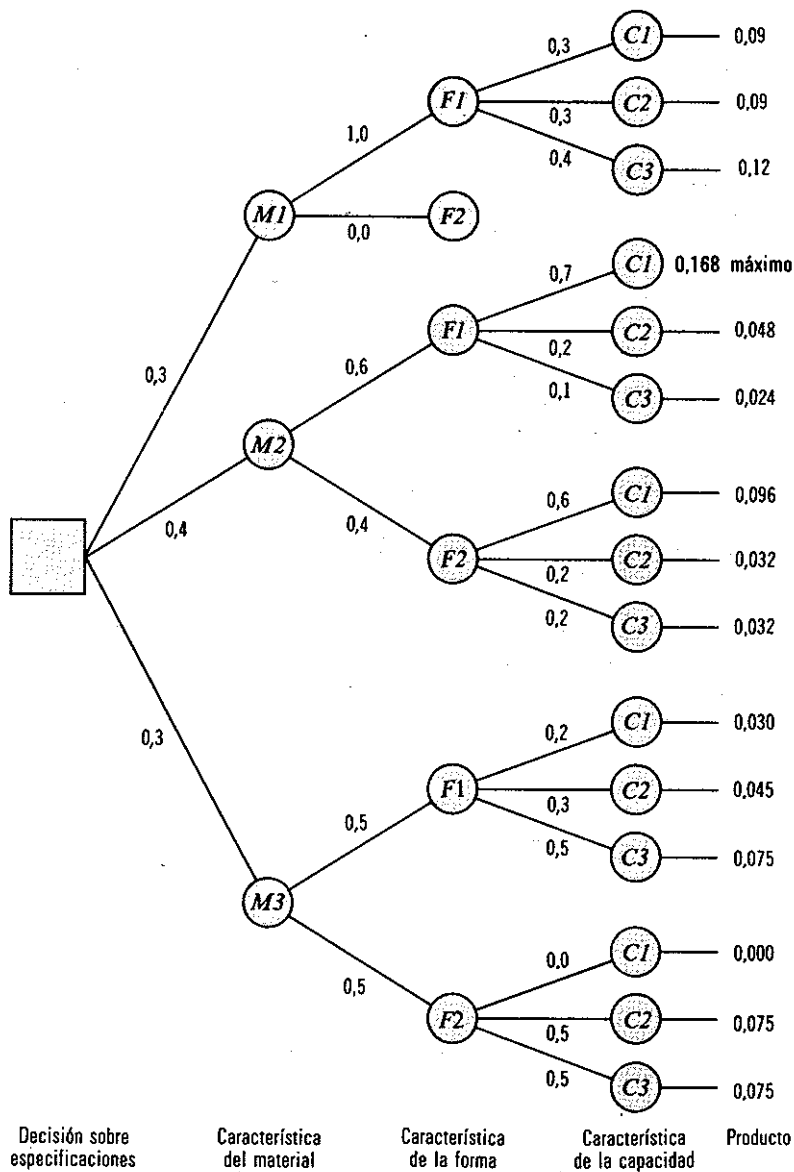 C1
0,3
0,09
F1
0,3
C2
0,09
1,0
0,4
C3
0,12
M1
0,0
F2
0,7
C1
0,168 máximo
F1
0,2
C2
0,048
0,3
0,6
0,1
C3
0,024
M2
0,6
C1
0,096
0,4
0,4
F2
0,2
C2
0,032
0,2
C3
0,032
0,3
0,2
C1
0,030
F1
0,3
C2
0,045
0,5
0,5
C3
0,075
M3
0,0
C1
0,000
0,5
F2
0,5
C2
0,075
0,5
C3
0,075
Decisión sobre
especificaciones
Característica
del material
Característica
de la forma
Característica
de la capacidad
Producto